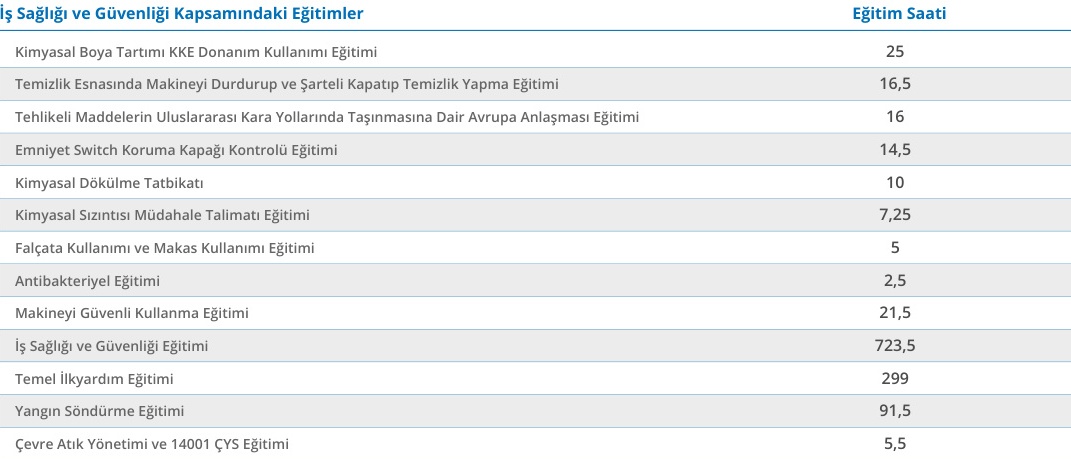 İş Sağlığı ve Güvenliği Kapsamındaki Eğitimler Eğitim Saati
Kimyasal Boya Tartımı KKE Donanım Kullanımı Eğitimi 25
Temizlik Esnasında Makineyi Durdurup ve Şarteli Kapatıp Temizlik Yapma Eğitimi 16,5
Tehlikeli Maddelerin Uluslararası Kara Yollarında Taşınmasına Dair Avrupa Anlaşması Eğitimi 16
Emniyet Switch Koruma Kapağı Kontrolü Eğitimi 14,5
Kimyasal Dökülme Tatbikatı 10
Kimyasal Sızıntısı Müdahale Talimatı Eğitimi 7,25
Falçata Kullanımı ve Makas Kullanımı Eğitimi 5
Antibakteriyel Eğitimi 2,5
Makineyi Güvenli Kullanma Eğitimi 21,5
İş Sağlığı ve Güvenliği Eğitimi 723,5
Temel İlkyardım Eğitimi 299
Yangın Söndürme Eğitimi 91,5
Çevre Atık Yönetimi ve 14001 ÇYS Eğitimi 5,5